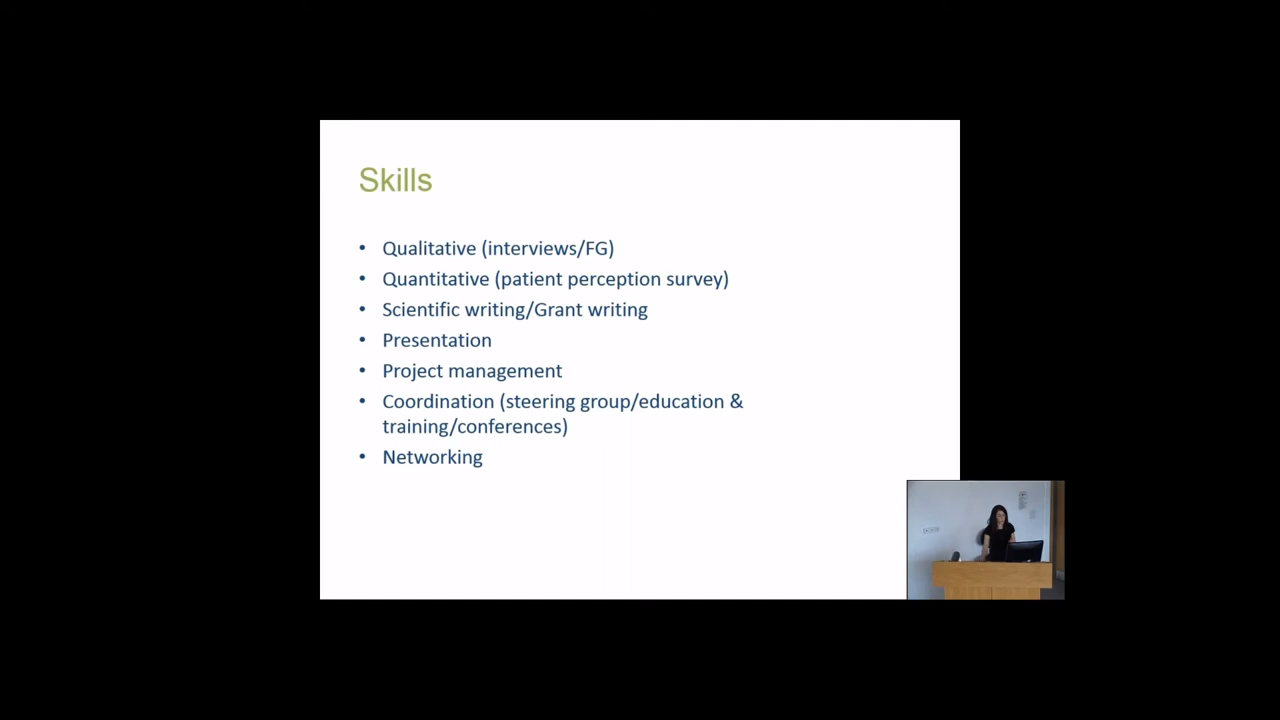 Skills
• Qualitative (interviews/FG)
• Quantitative (patient perception survey)
• Scientific writing/Grant writing
• Presentation
• Project management
• Coordination (steering group/education &
training/conferences)
• Networking